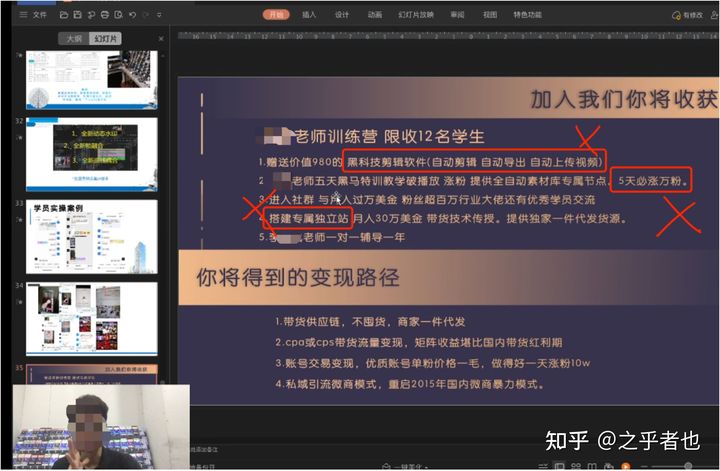 文件
开始
插入
设计
动画
幻灯片放映
审阅
视图
特色功能
有修改
大纲
幻灯片
32
1、全新动态水印
2、全新帧融合
33
学员实操案例
34
35
加入我们你将收获
老师训练营 限收12名学生
1.赠送价值980的 黑科技剪辑软件(自动剪辑 自动导出 自动上传视频)
2 老师五天黑马特训教学破播放 涨粉 提供全自动素材库专属节点。5天必涨万粉。
3.进入社群 与月入过万美金 粉丝超百万行业大佬还有优秀学员交流
4.搭建专属独立站 月入30万美金 带货技术传授。提供独家一件代发货源。
老师一对一辅导一年
你将得到的变现路径
1.带货供应链，不囤货，商家一件代发
2.cpa或cps带货流量变现，矩阵收益堪比国内带货红利期
3.账号交易变现，优质账号单粉价格一毛，做得好一天涨粉10w
4.私域引流微商模式，重启2015年国内微商暴力模式。
一键美化
知乎 @之乎者也